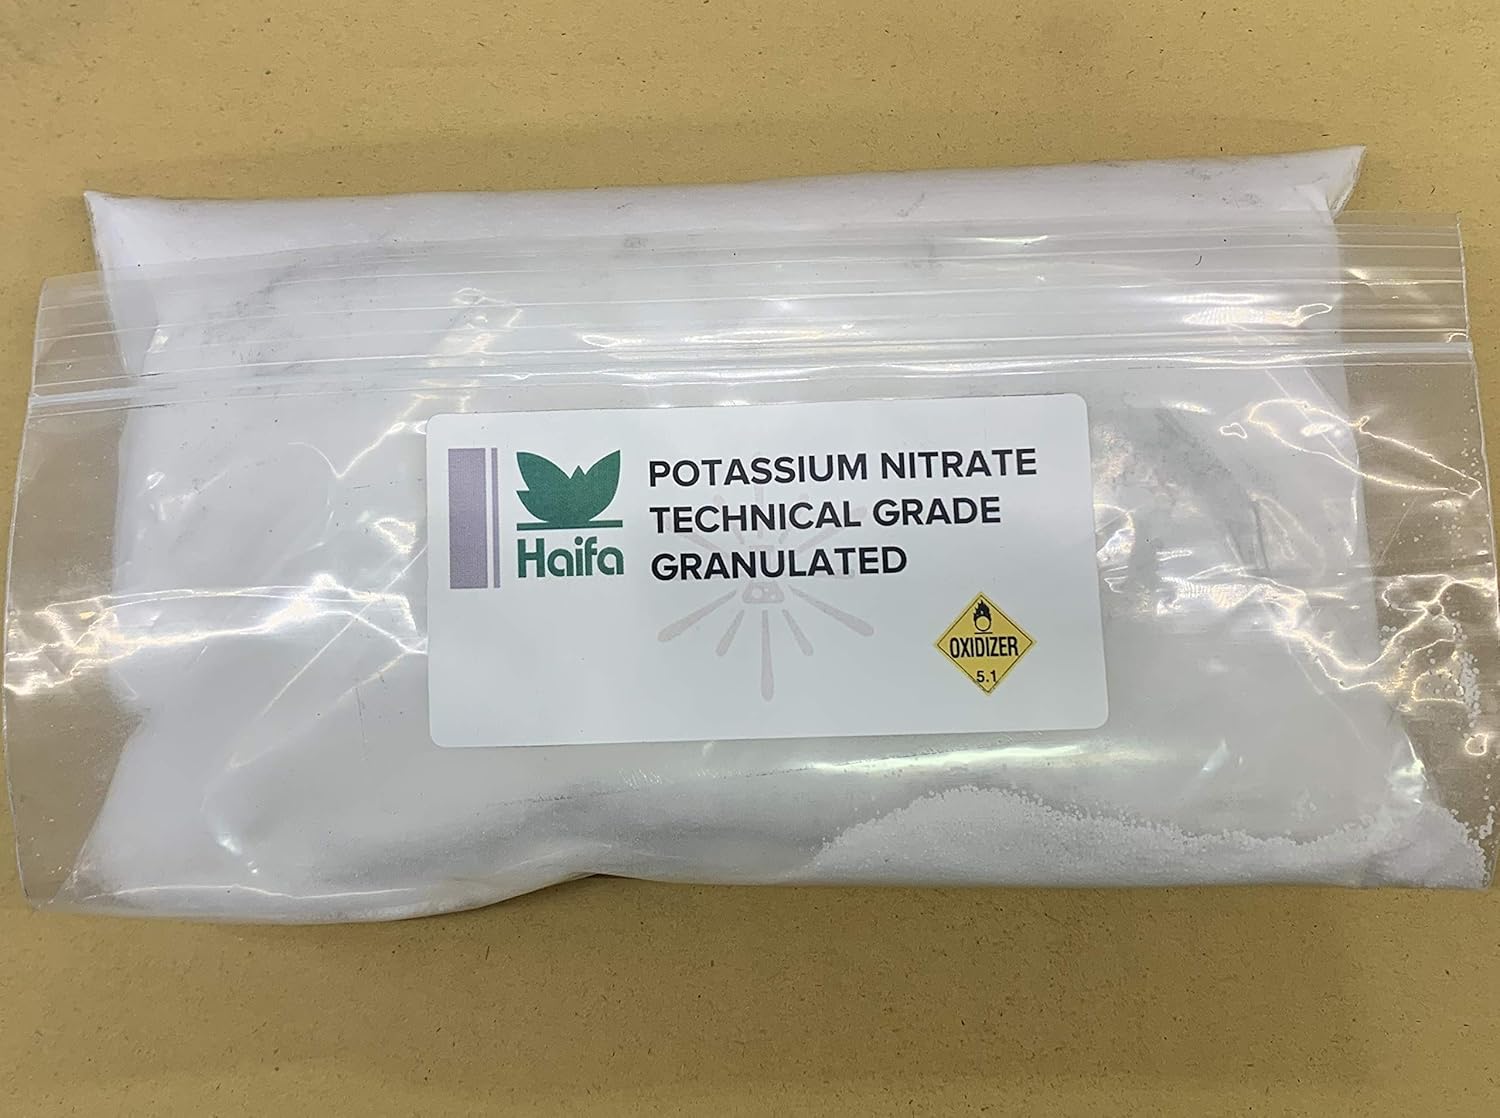 Haifa
POTASSIUM NITRATE
TECHNICAL GRADE
GRANULATED
OXIDIZER
5.1